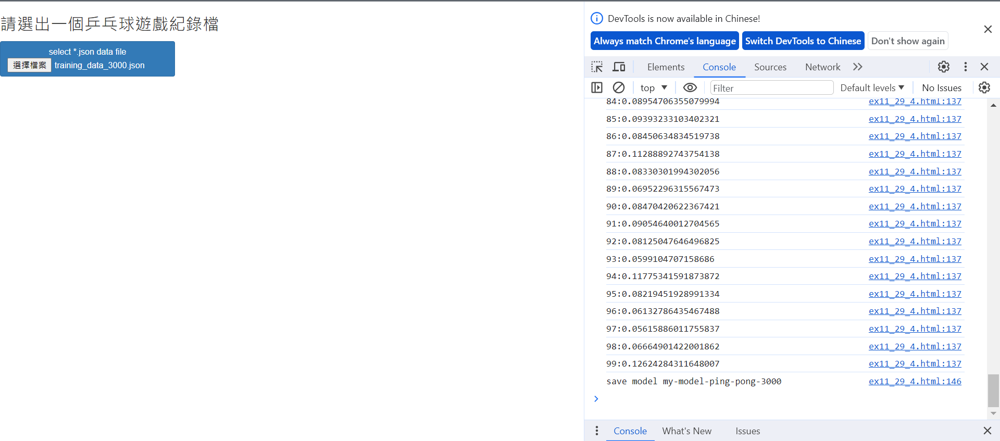 請選出一個乒乓球遊戲紀錄檔
select *.json data file
選擇檔案 training_data_3000.json
DevTools is now available in Chinese!
Always match Chrome's language Switch DevTools to Chinese Don't show again
Elements Console Sources Network
top Filter Default levels No Issues
84:0.08954706355079994 ex11_29_4.html:137
85:0.09393233103402321 ex11_29_4.html:137
86:0.08450634834519738 ex11_29_4.html:137
87:0.11288892743754138 ex11_29_4.html:137
88:0.08330301994302056 ex11_29_4.html:137
89:0.06952296315567473 ex11_29_4.html:137
90:0.08470420622367421 ex11_29_4.html:137
91:0.09054640012704565 ex11_29_4.html:137
92:0.08125047646496825 ex11_29_4.html:137
93:0.0599104707158686 ex11_29_4.html:137
94:0.11775341591873872 ex11_29_4.html:137
95:0.08219451928991334 ex11_29_4.html:137
96:0.06132786435467488 ex11_29_4.html:137
97:0.05615886011755837 ex11_29_4.html:137
98:0.06664901422001862 ex11_29_4.html:137
99:0.12624284311648007 ex11_29_4.html:137
save model my-model-ping-pong-3000 ex11_29_4.html:146
Console What's New Issues